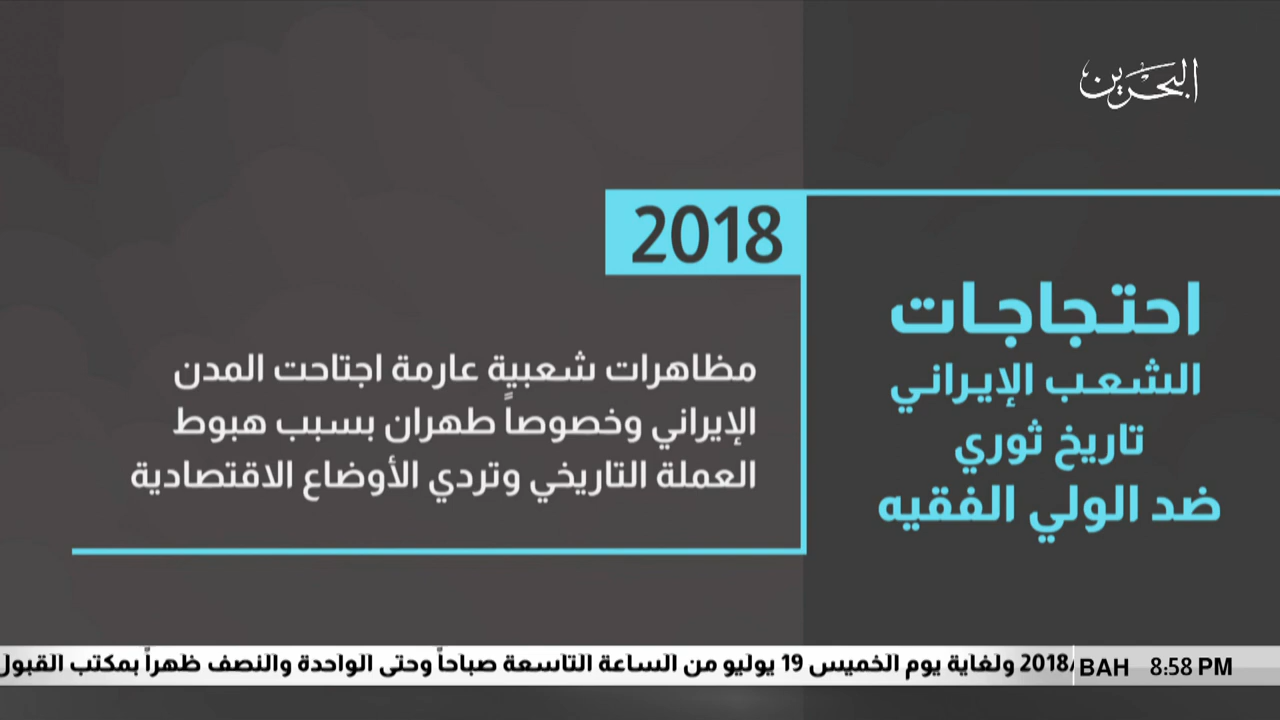 البحرين
2018
احتجاجات
الشعب الإيراني
تاريخ ثوري
ضد الولي الفقيه
مظاهرات شعبية عارمة اجتاحت المدن
الإيراني وخصوصاً طهران بسبب هبوط
العملة التاريخي وتردي الأوضاع الاقتصادية
/2018 ولغاية يوم الخميس 19 يوليو من الساعة التاسعة صباحاً وحتى الواحدة والنصف ظهراً بمكتب القبول
BAH 8:58 PM